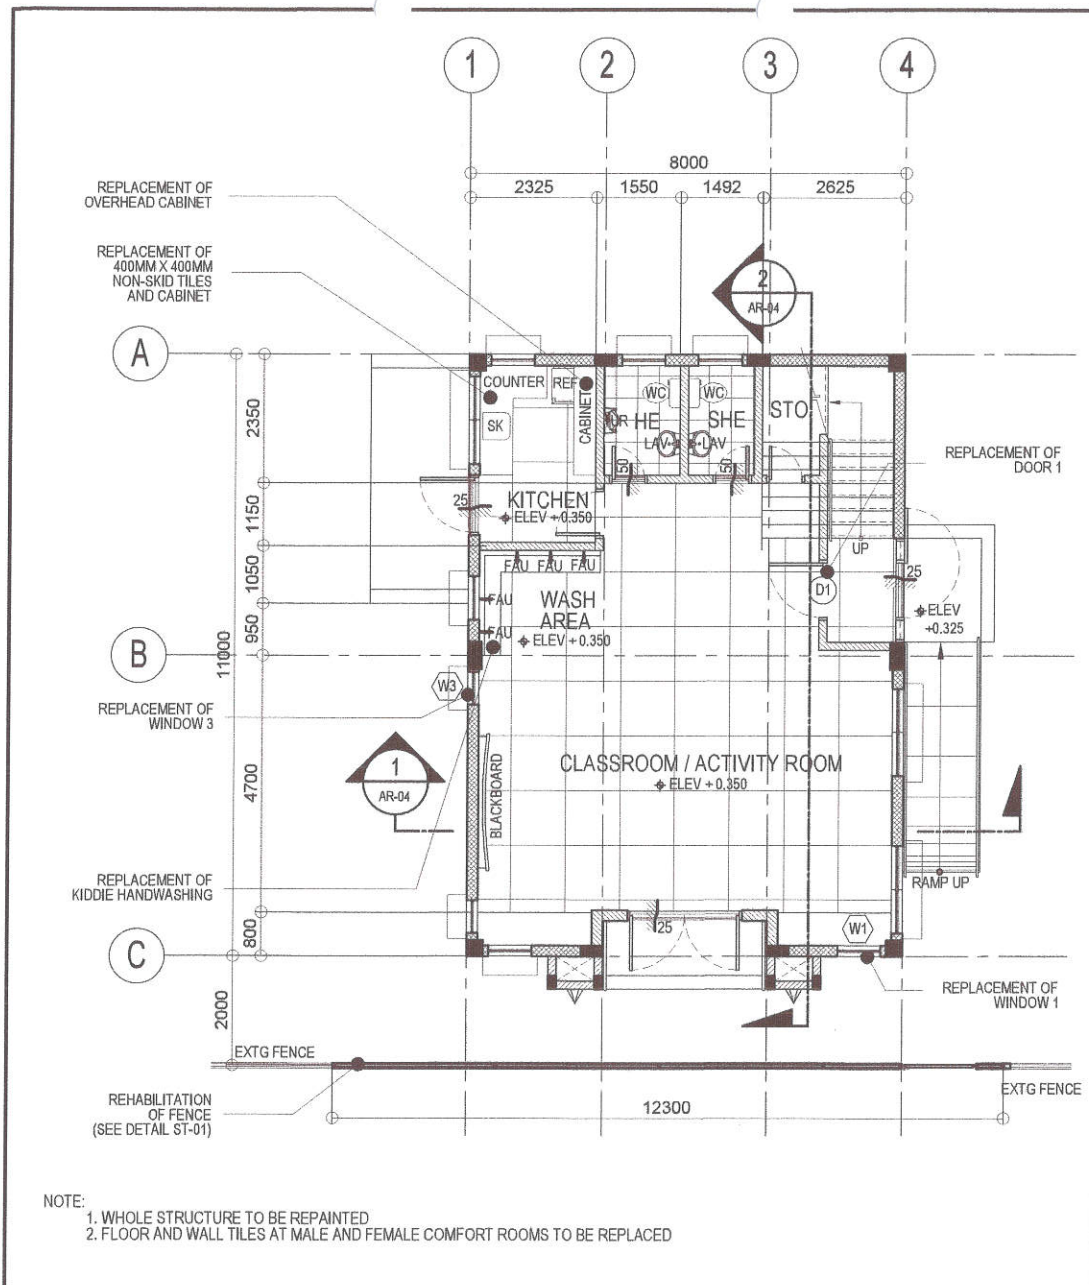 1
2
3
4
8000
2325
1550
1492
2625
REPLACEMENT OF
OVERHEAD CABINET
REPLACEMENT OF
400MM X 400MM
NON-SKID TILES
AND CABINET
2
AR-04
A
COUNTER
REF
CABINET
SK
WC
WC
UR
HE
SHE
LAV
LAV
STO.
50
50
2350
REPLACEMENT OF
DOOR 1
KITCHEN
ELEV + 0.350
25
1150
UP
FAU
FAU
FAU
25
1050
FAU
WASH
AREA
ELEV + 0.350
FAU
D1
ELEV
+0.325
950
11000
B
W3
REPLACEMENT OF
WINDOW 3
1
AR-04
4700
BLACKBOARD
CLASSROOM / ACTIVITY ROOM
ELEV + 0.350
REPLACEMENT OF
KIDDIE HANDWASHING
RAMP UP
25
W1
800
C
REPLACEMENT OF
WINDOW 1
2000
EXTG FENCE
EXTG FENCE
REHABILITATION
OF FENCE
(SEE DETAIL ST-01)
12300
NOTE:
1. WHOLE STRUCTURE TO BE REPAINTED
2. FLOOR AND WALL TILES AT MALE AND FEMALE COMFORT ROOMS TO BE REPLACED